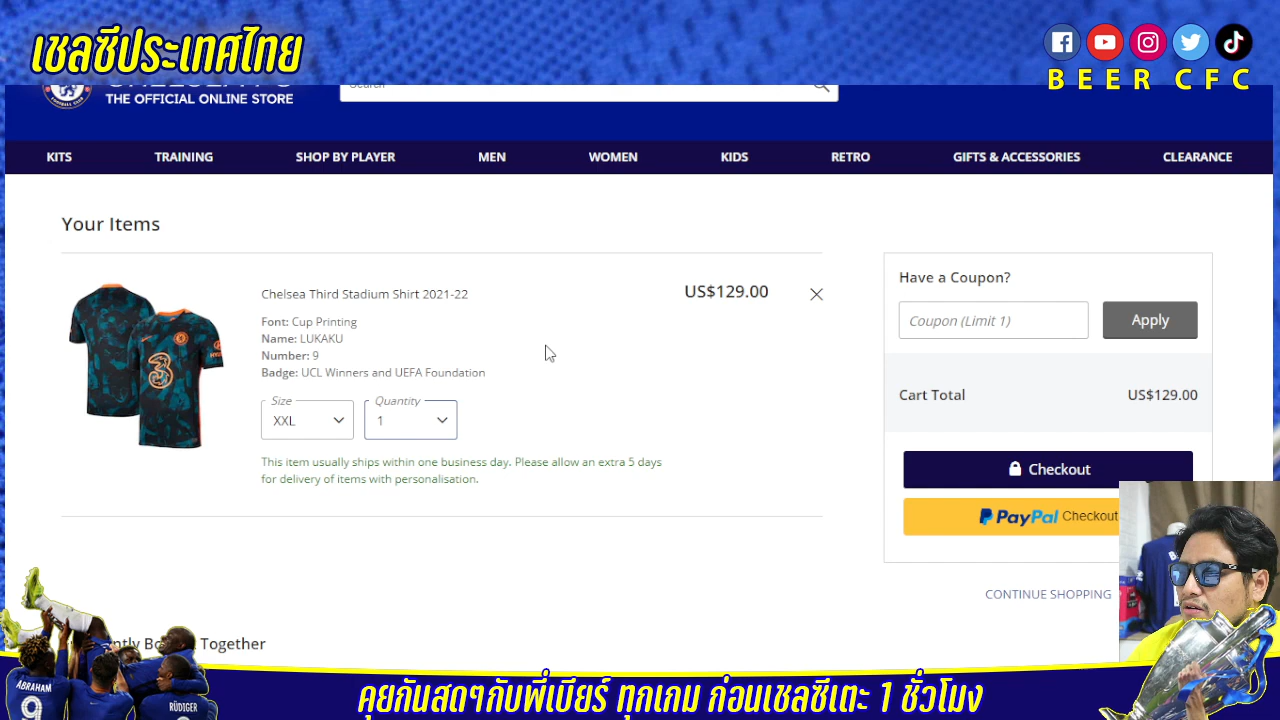 เชลซีประเทศไทย
BEER CFC
THE OFFICIAL ONLINE STORE
Search
KITS
TRAINING
SHOP BY PLAYER
MEN
WOMEN
KIDS
RETRO
GIFTS & ACCESSORIES
CLEARANCE
Your Items
Chelsea Third Stadium Shirt 2021-22
US$129.00
Font: Cup Printing
Name: LUKAKU
Number: 9
Badge: UCL Winners and UEFA Foundation
Size
XXL
Quantity
1
This item usually ships within one business day. Please allow an extra 5 days
for delivery of items with personalisation.
Have a Coupon?
Coupon (Limit 1)
Apply
Cart Total
US$129.00
Checkout
PayPal Checkout
CONTINUE SHOPPING
Together
ABRAHAM
9
RÜDIGER
คุยกันสดๆกับพี่เบียร์ ทุกเกม ก่อนเชลซีเตะ 1 ชั่วโมง